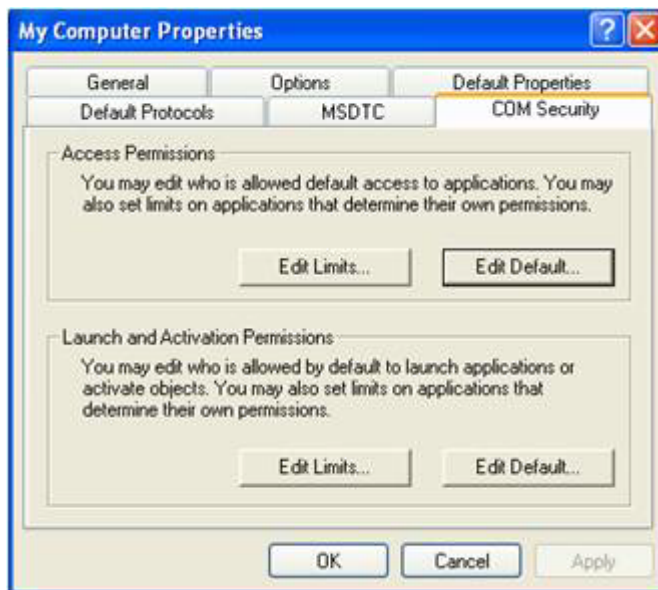 My Computer Properties
General Options Default Properties
Default Protocols MSDTC COM Security
Access Permissions
You may edit who is allowed default access to applications. You may
also set limits on applications that determine their own permissions.
Edit Limits... Edit Default...
Launch and Activation Permissions
You may edit who is allowed by default to launch applications or
activate objects. You may also set limits on applications that
determine their own permissions.
Edit Limits... Edit Default...
OK Cancel Apply